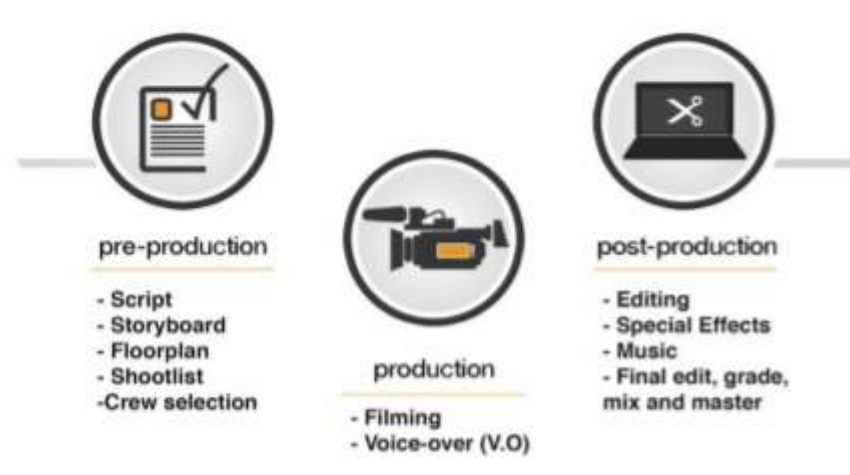 pre-production
- Script
- Storyboard
- Floorplan
- Shootlist
-Crew selection
production
- Filming
- Voice-over (V.O)
post-production
- Editing
- Special Effects
- Music
- Final edit, grade,
mix and master